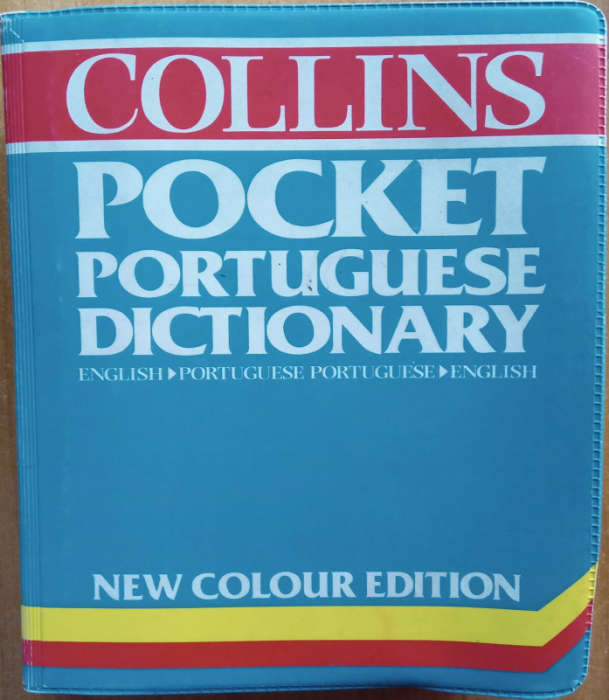 COLLINS
POCKET
PORTUGUESE
DICTIONARY
ENGLISH▶PORTUGUESE PORTUGUESE▶ENGLISH
NEW COLOUR EDITION